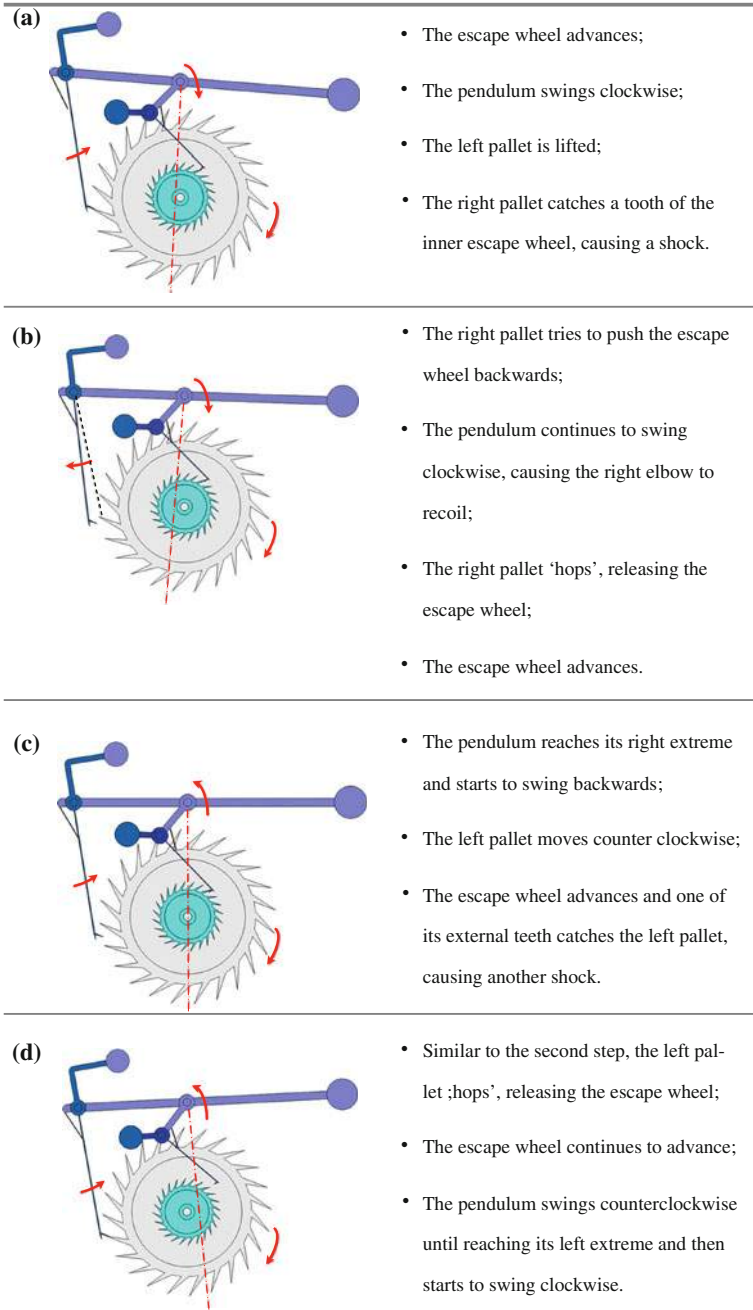 (a)
• The escape wheel advances;
• The pendulum swings clockwise;
• The left pallet is lifted;
• The right pallet catches a tooth of the
inner escape wheel, causing a shock.
(b)
• The right pallet tries to push the escape
wheel backwards;
• The pendulum continues to swing
clockwise, causing the right elbow to
recoil;
• The right pallet ‘hops’, releasing the
escape wheel;
• The escape wheel advances.
(c)
• The pendulum reaches its right extreme
and starts to swing backwards;
• The left pallet moves counter clockwise;
• The escape wheel advances and one of
its external teeth catches the left pallet,
causing another shock.
(d)
• Similar to the second step, the left pal-
let ;hops’, releasing the escape wheel;
• The escape wheel continues to advance;
• The pendulum swings counterclockwise
until reaching its left extreme and then
starts to swing clockwise.